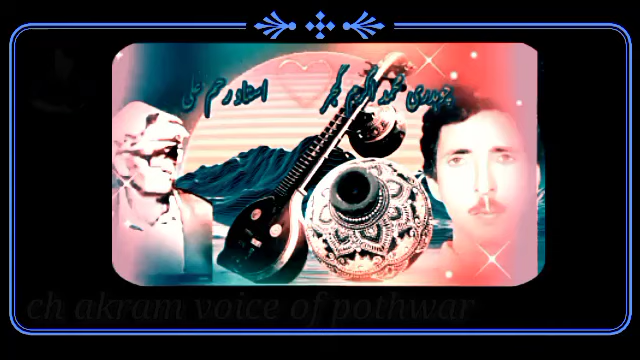 استاد رحم علی
چوہدری محمد اکرم گجر
ch akram voice of pothwar